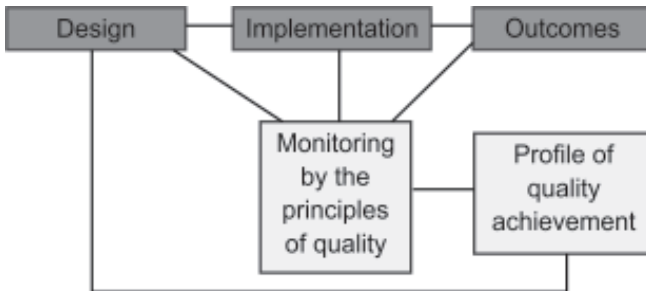 Design
Implementation
Outcomes
Monitoring
by the
principles
of quality
Profile of
quality
achievement